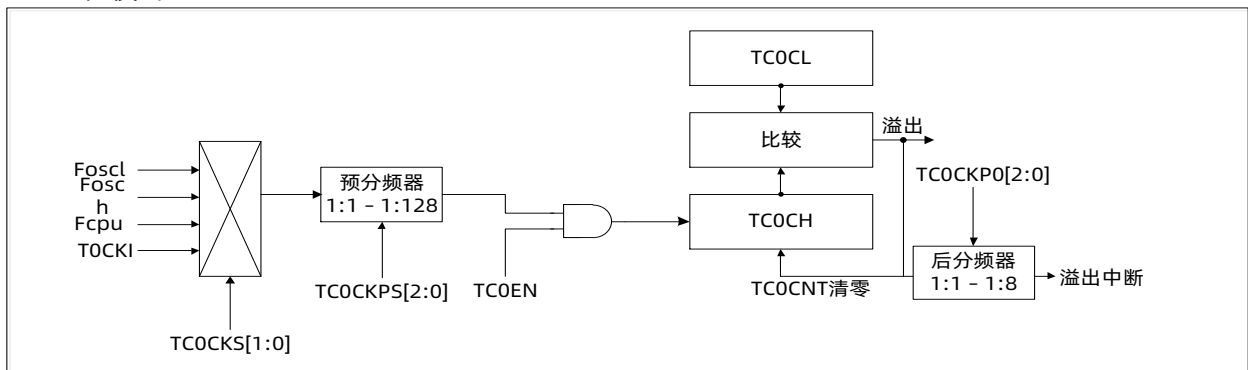 TC0CL
比较
溢出
TC0CH
TC0CKPO[2:0]
Foscl
Fosc
h
Fcpu
T0CKI
预分频器
1:1 - 1:128
TC0CKPS[2:0]
TC0EN
TC0CNT清零
后分频器
1:1 - 1:8
溢出中断
TC0CKS[1:0]